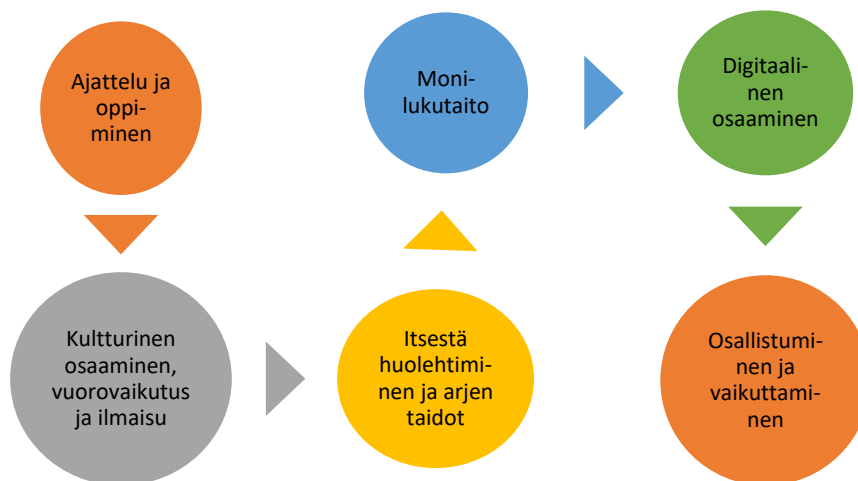 Ajattelu ja
oppi-
minen
Kultturinen
osaaminen,
vuorovaikutus
ja ilmaisu
Itsestä
huolehtimi-
nen ja arjen
taidot
Moni-
lukutaito
Digitaali-
nen
osaaminen
Osallistumi-
nen ja
vaikuttami-
nen